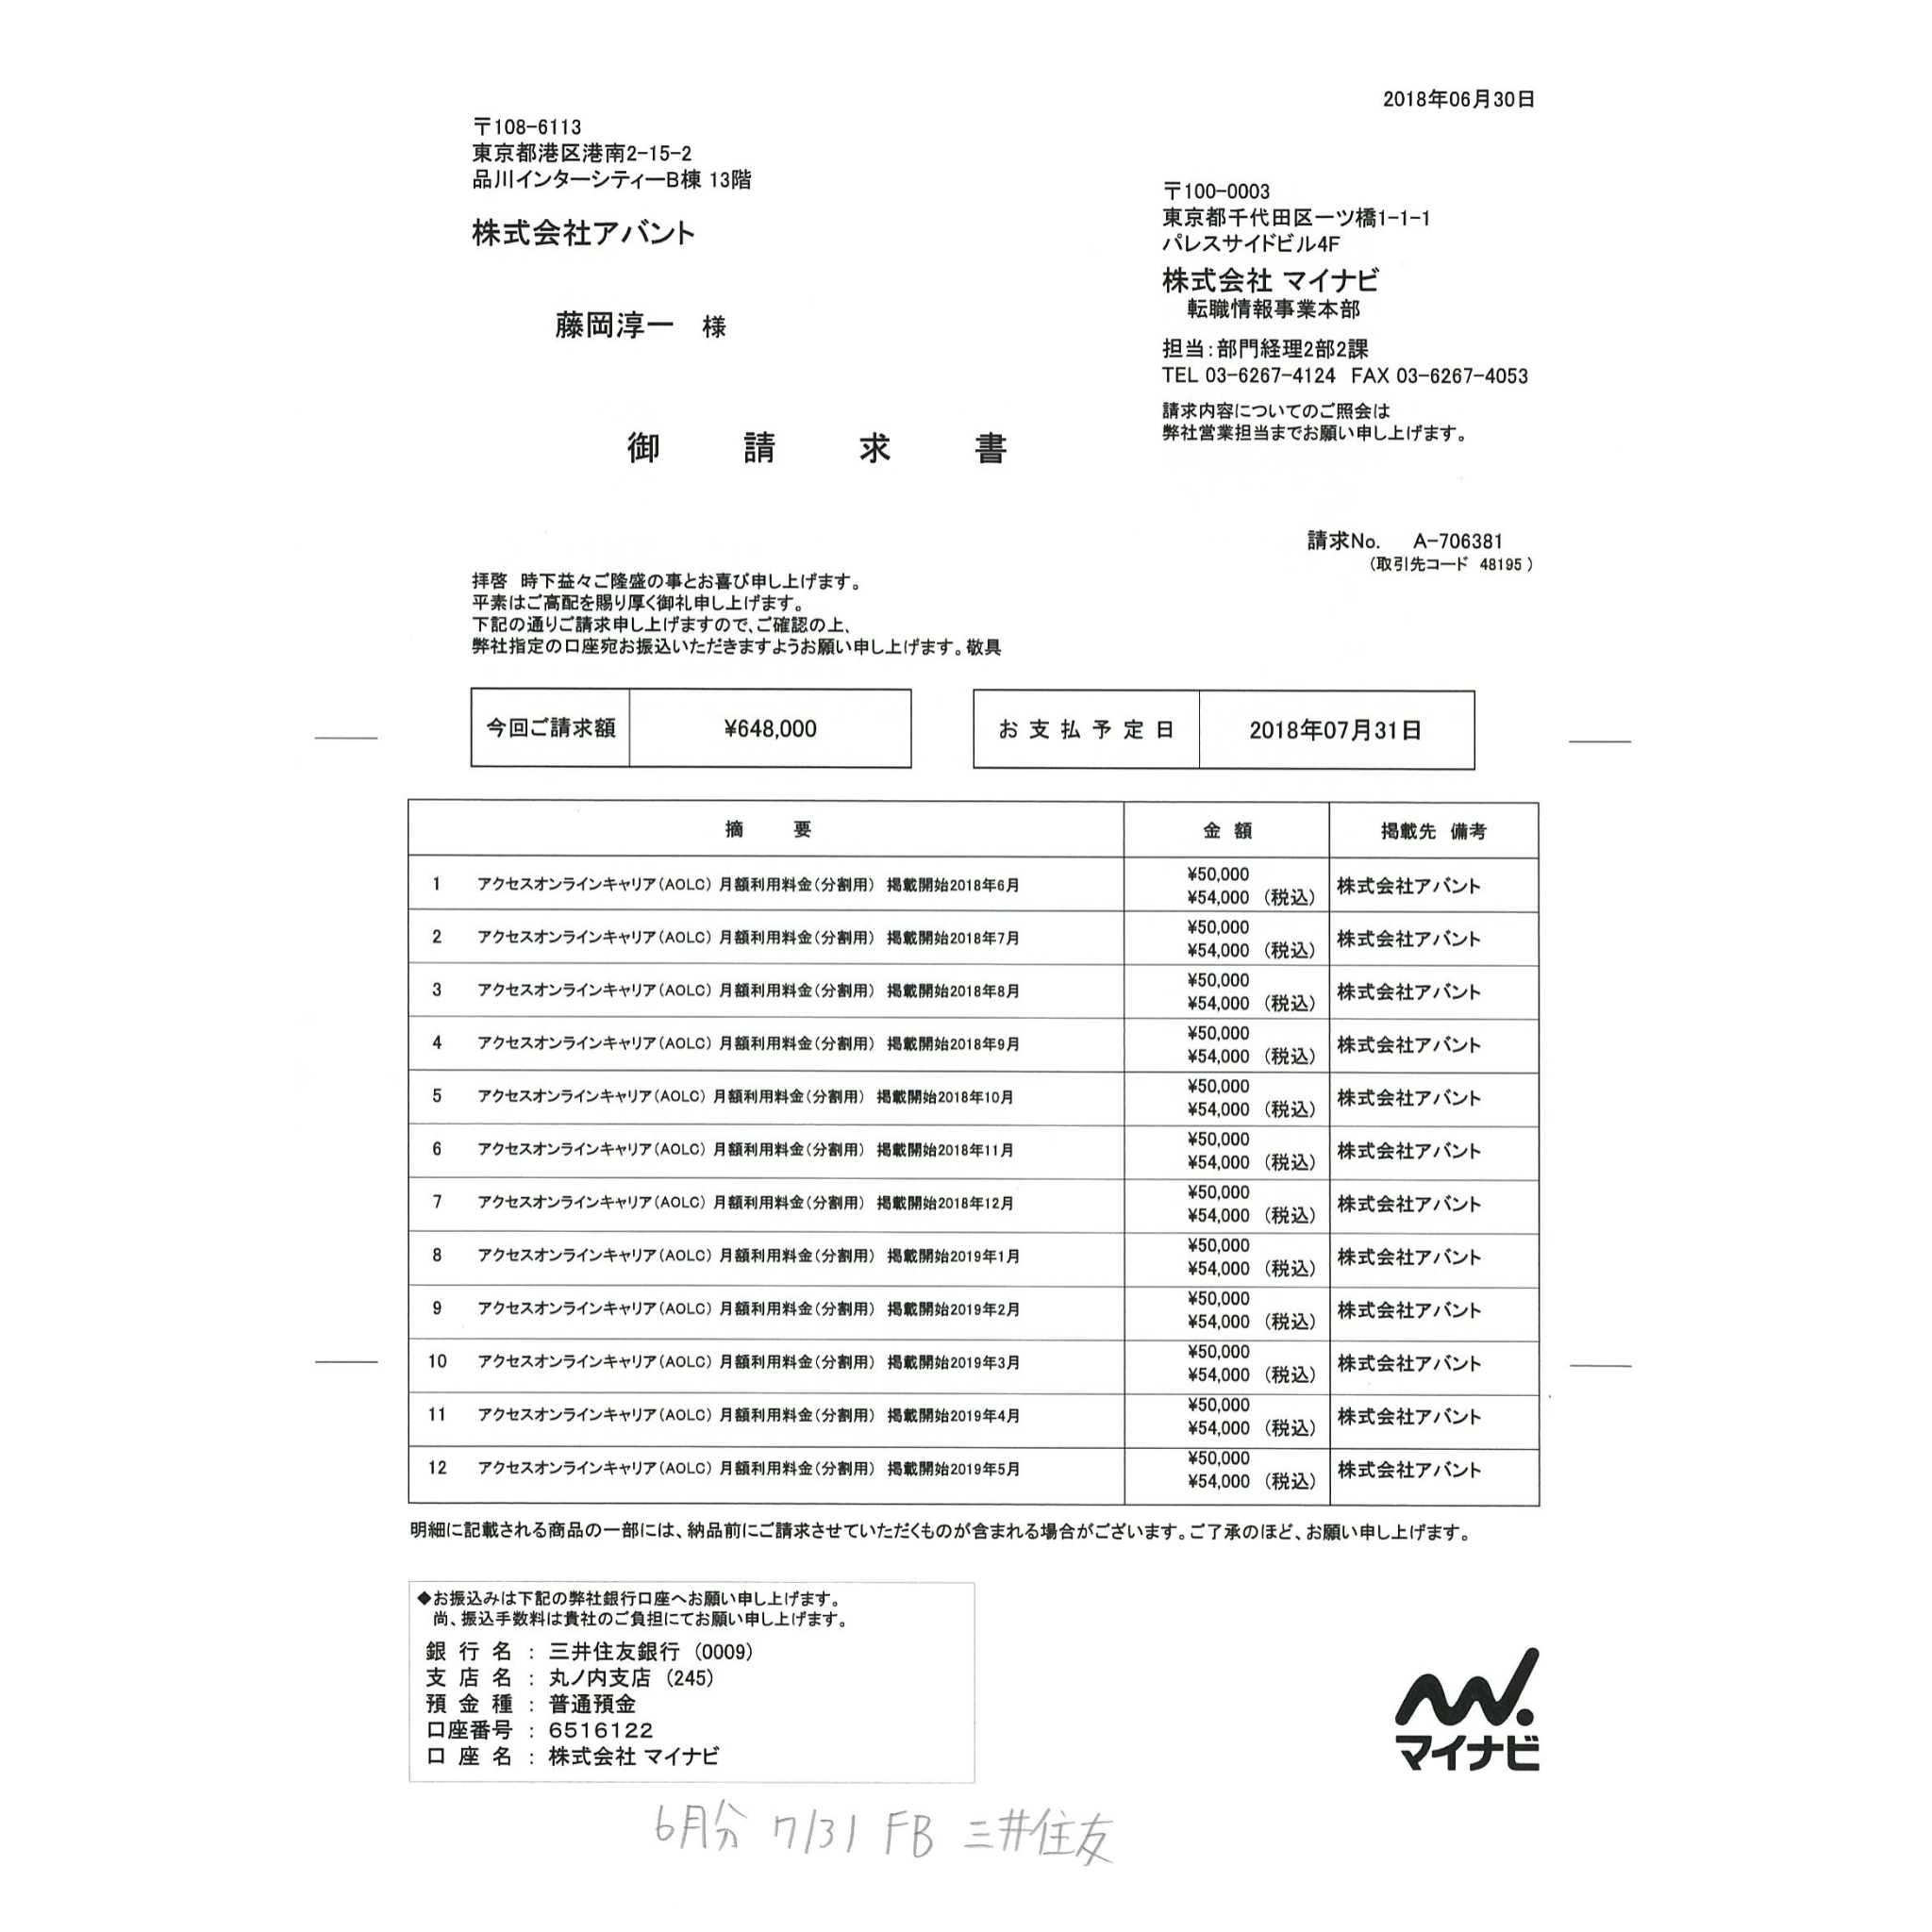 2018年06月30日
〒108-6113
東京都港区港南2-15-2
品川インターシティーB棟 13階
株式会社アバント
藤岡淳一 様
〒100-0003
東京都千代田区一ツ橋1-1-1
パレスサイドビル4F
株式会社 マイナビ
転職情報事業本部
担当:部門経理2部2課
TEL 03-6267-4124 FAX 03-6267-4053
請求内容についてのご照会は
弊社営業担当までお願い申し上げます。
御 請 求 書
請求No. A-706381
(取引先コード 48195 )
拝啓 時下益々ご隆盛の事とお喜び申し上げます。
平素はご高配を賜り厚く御礼申し上げます。
下記の通りご請求申し上げますので、ご確認の上、
弊社指定の口座宛お振込いただきますようお願い申し上げます。敬具
今回ご請求額 ¥648,000 お支払予定日 2018年07月31日
摘 要 金 額 掲載先 備考
1 アクセスオンラインキャリア(AOLC) 月額利用料金(分割用) 掲載開始2018年6月 ¥50,000 ¥54,000 (税込) 株式会社アバント
2 アクセスオンラインキャリア(AOLC) 月額利用料金(分割用) 掲載開始2018年7月 ¥50,000 ¥54,000 (税込) 株式会社アバント
3 アクセスオンラインキャリア(AOLC) 月額利用料金(分割用) 掲載開始2018年8月 ¥50,000 ¥54,000 (税込) 株式会社アバント
4 アクセスオンラインキャリア(AOLC) 月額利用料金(分割用) 掲載開始2018年9月 ¥50,000 ¥54,000 (税込) 株式会社アバント
5 アクセスオンラインキャリア(AOLC) 月額利用料金(分割用) 掲載開始2018年10月 ¥50,000 ¥54,000 (税込) 株式会社アバント
6 アクセスオンラインキャリア(AOLC) 月額利用料金(分割用) 掲載開始2018年11月 ¥50,000 ¥54,000 (税込) 株式会社アバント
7 アクセスオンラインキャリア(AOLC) 月額利用料金(分割用) 掲載開始2018年12月 ¥50,000 ¥54,000 (税込) 株式会社アバント
8 アクセスオンラインキャリア(AOLC) 月額利用料金(分割用) 掲載開始2019年1月 ¥50,000 ¥54,000 (税込) 株式会社アバント
9 アクセスオンラインキャリア(AOLC) 月額利用料金(分割用) 掲載開始2019年2月 ¥50,000 ¥54,000 (税込) 株式会社アバント
10 アクセスオンラインキャリア(AOLC) 月額利用料金(分割用) 掲載開始2019年3月 ¥50,000 ¥54,000 (税込) 株式会社アバント
11 アクセスオンラインキャリア(AOLC) 月額利用料金(分割用) 掲載開始2019年4月 ¥50,000 ¥54,000 (税込) 株式会社アバント
12 アクセスオンラインキャリア(AOLC) 月額利用料金(分割用) 掲載開始2019年5月 ¥50,000 ¥54,000 (税込) 株式会社アバント
明細に記載される商品の一部には、納品前にご請求させていただくものが含まれる場合がございます。ご了承のほど、お願い申し上げます。
◆お振込みは下記の弊社銀行口座へお願い申し上げます。
尚、振込手数料は貴社のご負担にてお願い申し上げます。
銀 行 名 : 三井住友銀行 (0009)
支 店 名 : 丸ノ内支店 (245)
預 金 種 : 普通預金
口座番号 : 6516122
口 座 名 : 株式会社 マイナビ
マイナビ
6月分 7/31 FB 三井住友